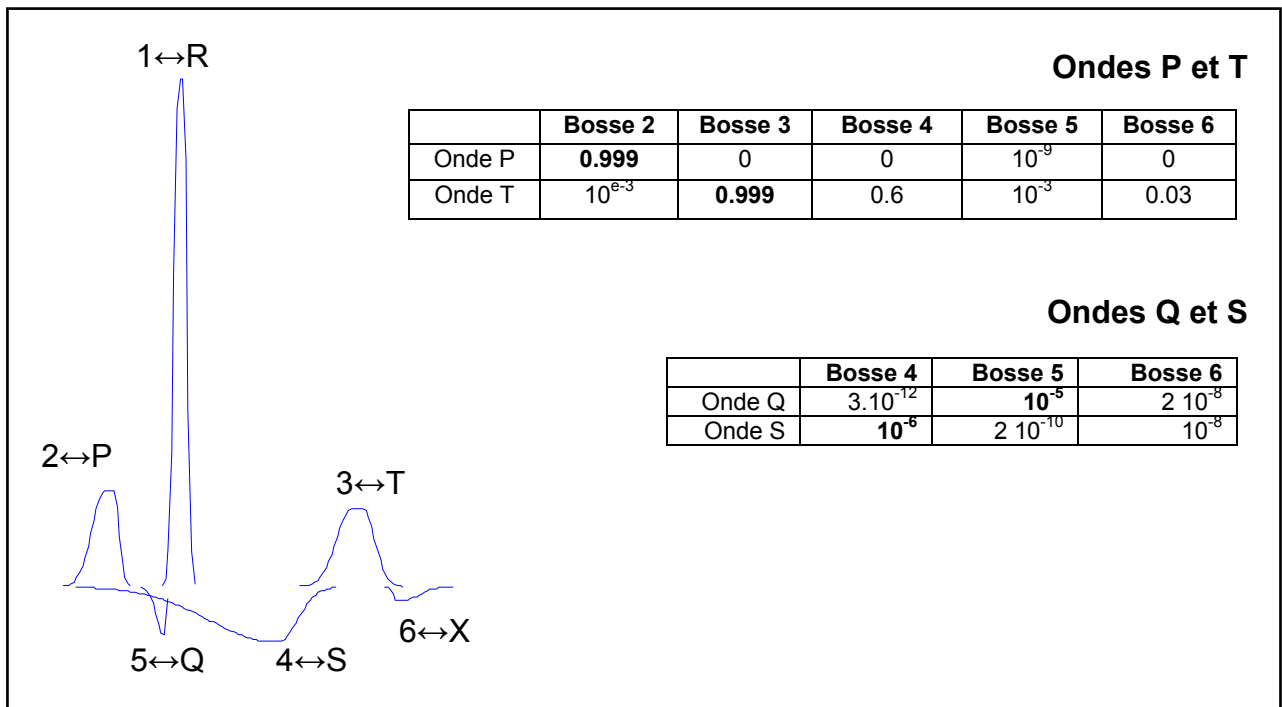 1↔R
Ondes P et T
Bosse 2 Bosse 3 Bosse 4 Bosse 5 Bosse 6
Onde P 0.999 0 0 10⁻⁹ 0
Onde T 10ᵉ⁻³ 0.999 0.6 10⁻³ 0.03
Ondes Q et S
Bosse 4 Bosse 5 Bosse 6
Onde Q 3.10⁻¹² 10⁻⁵ 2 10⁻⁸
Onde S 10⁻⁶ 2 10⁻¹⁰ 10⁻⁸
2↔P
3↔T
6↔X
5↔Q 4↔S